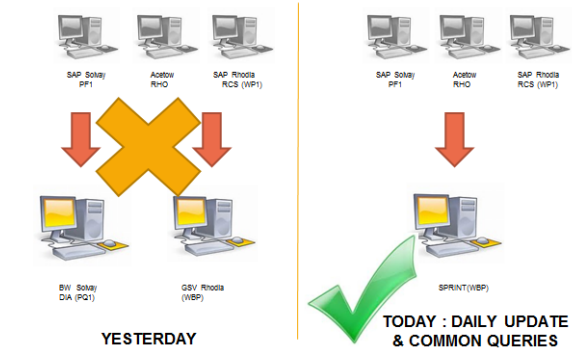 SAP Solvay
PF1
Acetow
RHO
SAP Rhodia
RCS (WP1)
SAP Solvay
PF1
Acetow
RHO
SAP Rhodia
RCS (WP1)
BW Solvay
DIA (PQ1)
GSV Rhodia
(WBP)
SPRINT(WBP)
YESTERDAY
TODAY : DAILY UPDATE
& COMMON QUERIES